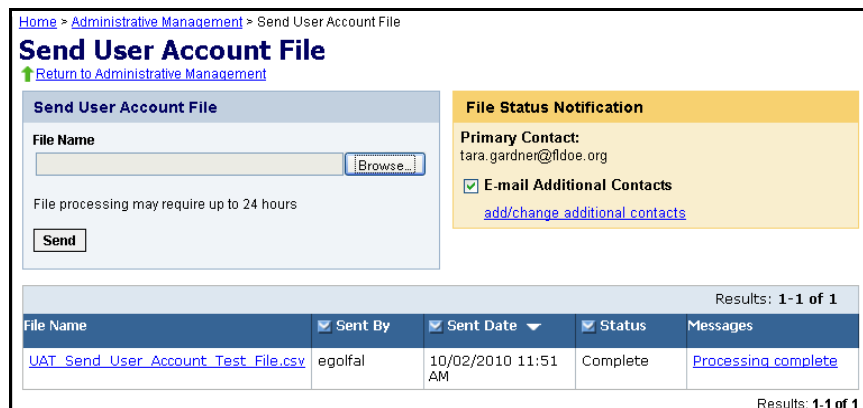 Home > Administrative Management > Send User Account File
Send User Account File
Return to Administrative Management
Send User Account File
File Name
Browse...
File processing may require up to 24 hours
Send
File Status Notification
Primary Contact:
tara.gardner@fldoe.org
E-mail Additional Contacts
add/change additional contacts
Results: 1-1 of 1
File Name Sent By Sent Date Status Messages
UAT_Send_User_Account_Test_File.csv egolfal 10/02/2010 11:51 AM Complete Processing complete
Results: 1-1 of 1